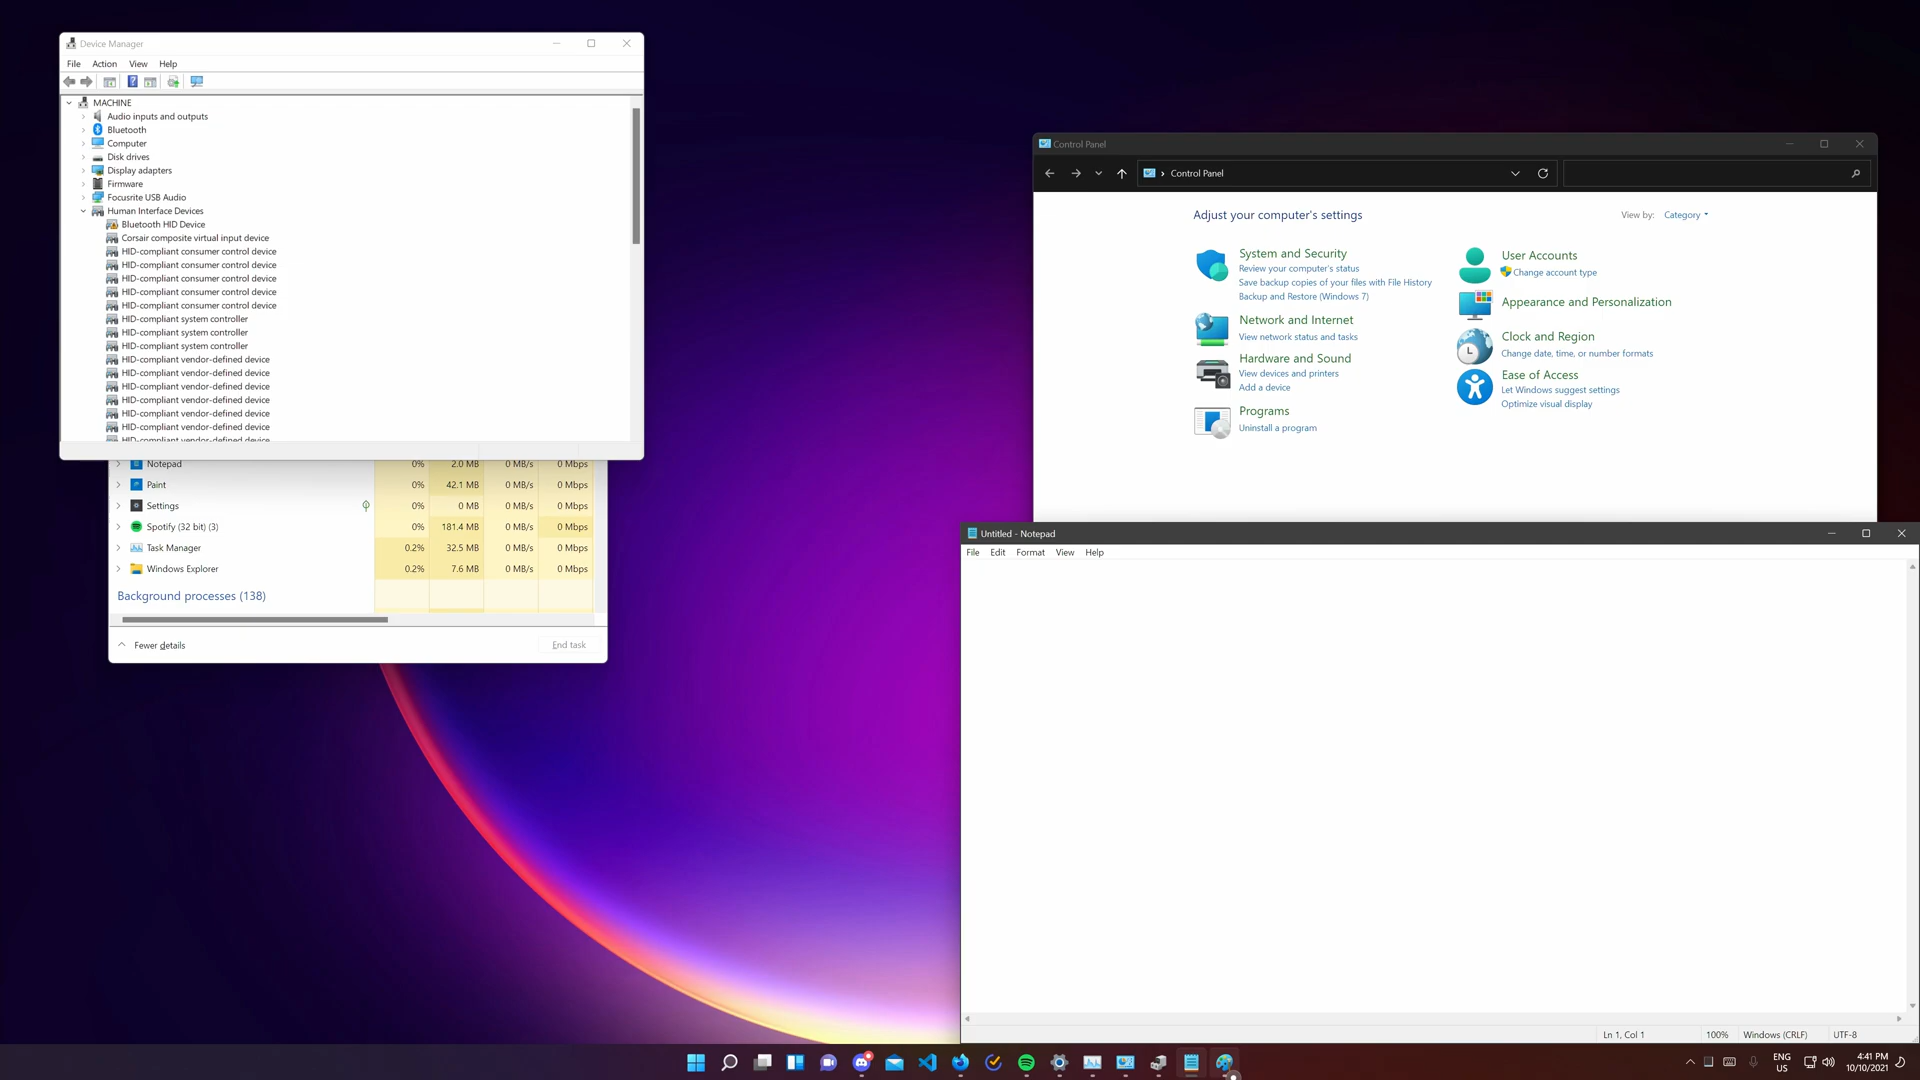 Device Manager
File Action View Help
MACHINE
Audio inputs and outputs
Bluetooth
Computer
Disk drives
Display adapters
Firmware
Focusrite USB Audio
Human Interface Devices
Bluetooth HID Device
Corsair composite virtual input device
HID-compliant consumer control device
HID-compliant consumer control device
HID-compliant consumer control device
HID-compliant consumer control device
HID-compliant consumer control device
HID-compliant system controller
HID-compliant system controller
HID-compliant system controller
HID-compliant vendor-defined device
HID-compliant vendor-defined device
HID-compliant vendor-defined device
HID-compliant vendor-defined device
HID-compliant vendor-defined device
HID-compliant vendor-defined device
HID-compliant vendor-defined device
Notepad 0% 2.0 MB 0 MB/s 0 Mbps
Paint 0% 42.1 MB 0 MB/s 0 Mbps
Settings 0% 0 MB 0 MB/s 0 Mbps
Spotify (32 bit) (3) 0% 181.4 MB 0 MB/s 0 Mbps
Task Manager 0.2% 32.5 MB 0 MB/s 0 Mbps
Windows Explorer 0.2% 7.6 MB 0 MB/s 0 Mbps
Background processes (138)
Fewer details End task
Control Panel
Control Panel
Adjust your computer's settings View by: Category
System and Security
Review your computer's status
Save backup copies of your files with File History
Backup and Restore (Windows 7)
Network and Internet
View network status and tasks
Hardware and Sound
View devices and printers
Add a device
Programs
Uninstall a program
User Accounts
Change account type
Appearance and Personalization
Clock and Region
Change date, time, or number formats
Ease of Access
Let Windows suggest settings
Optimize visual display
Untitled - Notepad
File Edit Format View Help
Ln 1, Col 1 100% Windows (CRLF) UTF-8
ENG
US
4:41 PM
10/10/2021